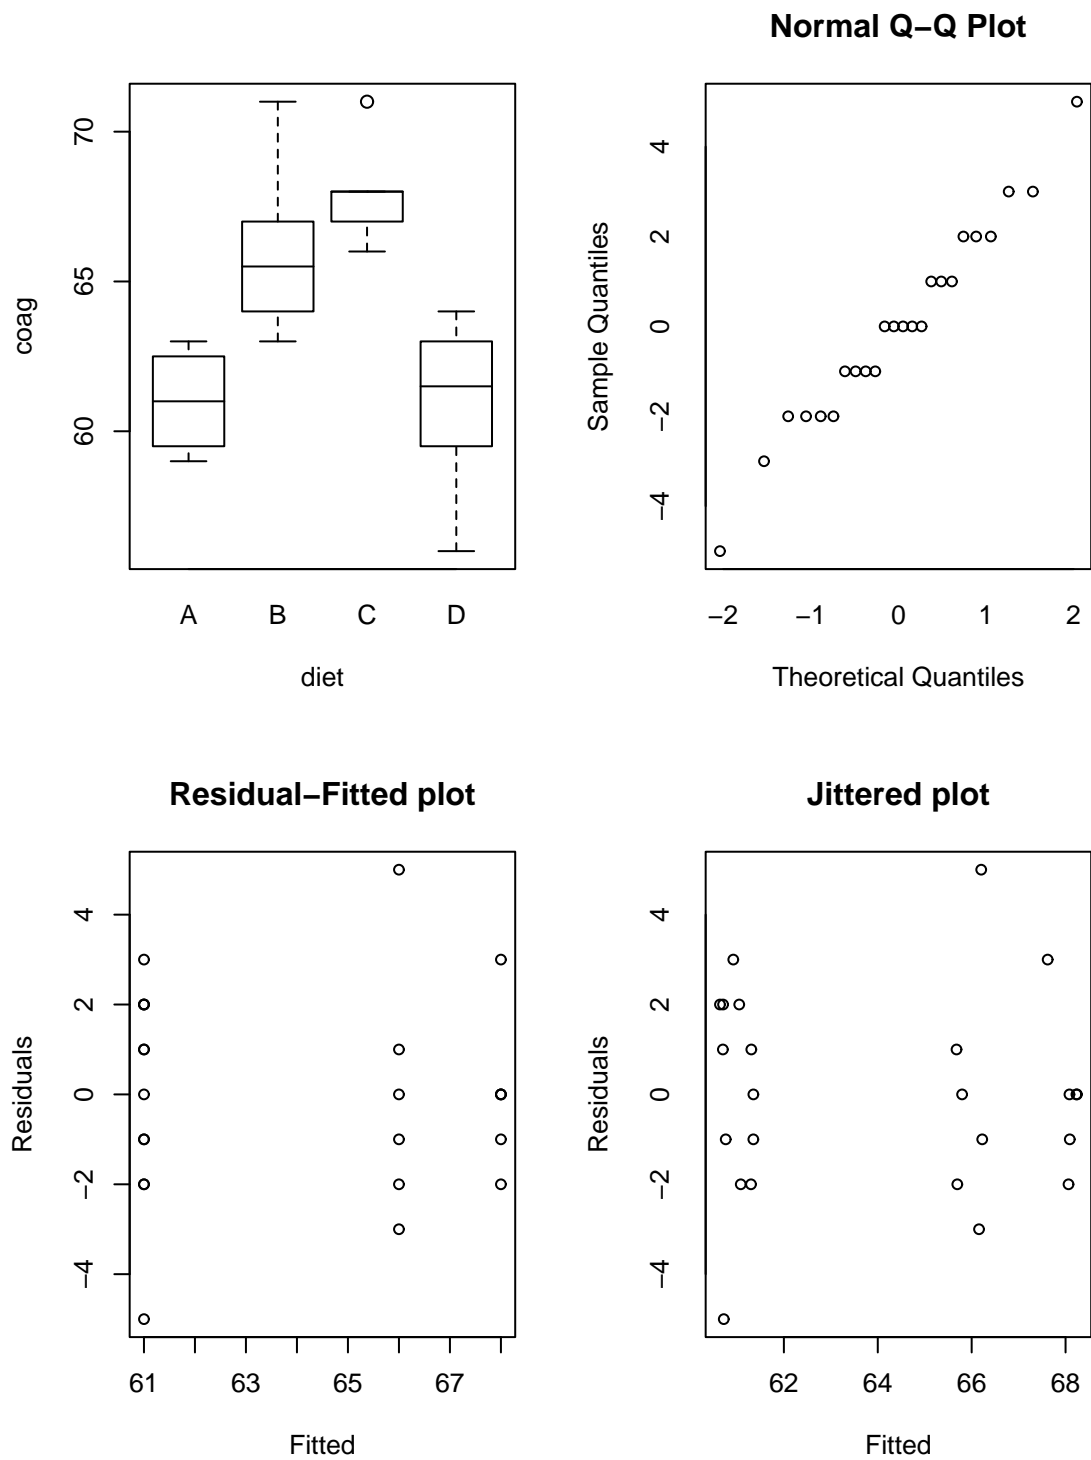 Normal Q−Q Plot
70
65
60
coag
A B C D
diet
4
2
0
−2
−4
Sample Quantiles
−2 −1 0 1 2
Theoretical Quantiles
Residual−Fitted plot
4
2
0
−2
−4
Residuals
61 63 65 67
Fitted
Jittered plot
4
2
0
−2
−4
Residuals
62 64 66 68
Fitted